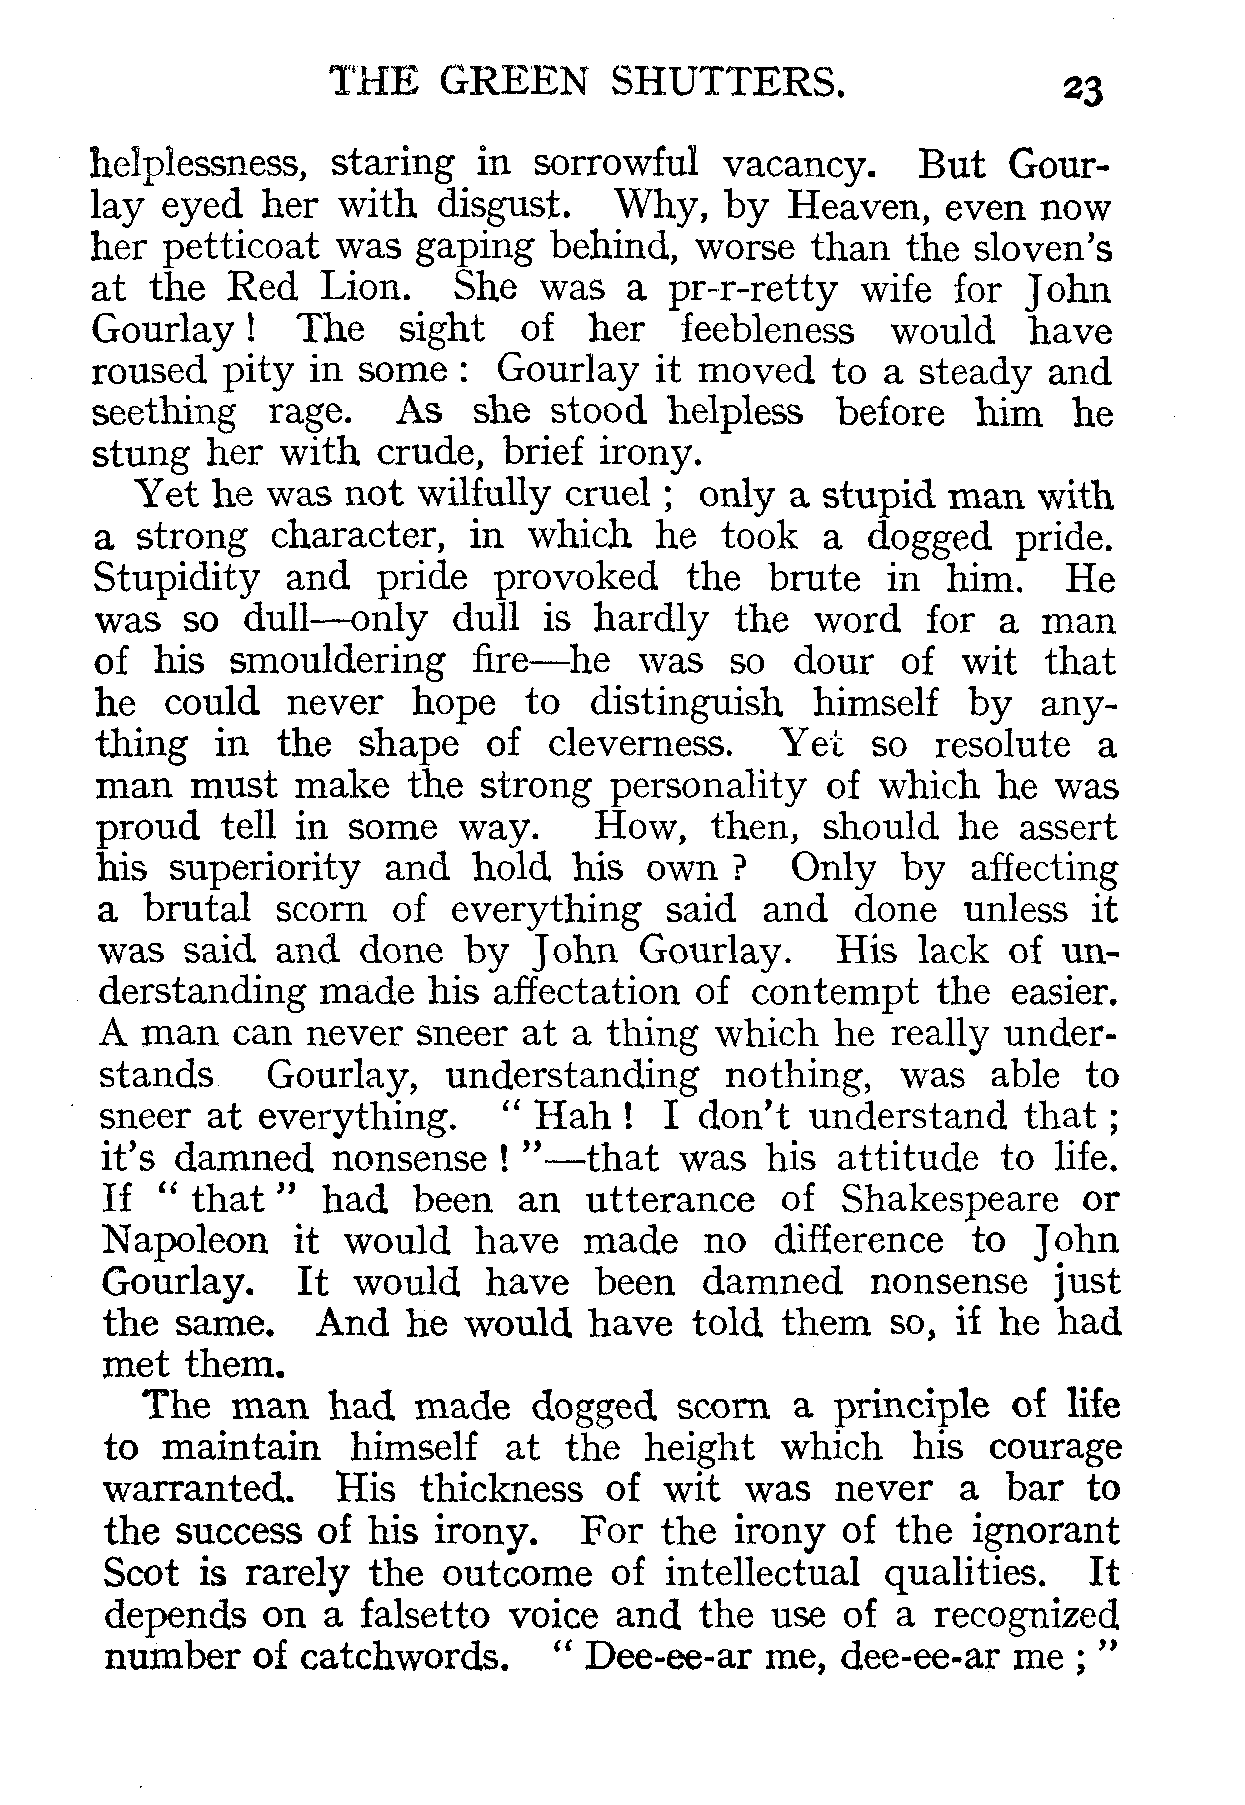 THE GREEN SHUTTERS. 23
helplessness, staring in sorrowful vacancy. But Gour-
lay eyed her with disgust. Why, by Heaven, even now
her petticoat was gaping behind, worse than the sloven's
at the Red Lion. She was a pr-r-retty wife for John
Gourlay ! The sight of her feebleness would have
roused pity in some : Gourlay it moved to a steady and
seething rage. As she stood helpless before him he
stung her with crude, brief irony.
Yet he was not wilfully cruel ; only a stupid man with
a strong character, in which he took a dogged pride.
Stupidity and pride provoked the brute in him. He
was so dull—only dull is hardly the word for a man
of his smouldering fire—he was so dour of wit that
he could never hope to distinguish himself by any-
thing in the shape of cleverness. Yet so resolute a
man must make the strong personality of which he was
proud tell in some way. How, then, should he assert
his superiority and hold his own ? Only by affecting
a brutal scorn of everything said and done unless it
was said and done by John Gourlay. His lack of un-
derstanding made his affectation of contempt the easier.
A man can never sneer at a thing which he really under-
stands Gourlay, understanding nothing, was able to
sneer at everything. “ Hah ! I don't understand that ;
it's damned nonsense ! ”—that was his attitude to life.
If “ that ” had been an utterance of Shakespeare or
Napoleon it would have made no difference to John
Gourlay. It would have been damned nonsense just
the same. And he would have told them so, if he had
met them.
The man had made dogged scorn a principle of life
to maintain himself at the height which his courage
warranted. His thickness of wit was never a bar to
the success of his irony. For the irony of the ignorant
Scot is rarely the outcome of intellectual qualities. It
depends on a falsetto voice and the use of a recognized
number of catchwords. “ Dee-ee-ar me, dee-ee-ar me ; ”